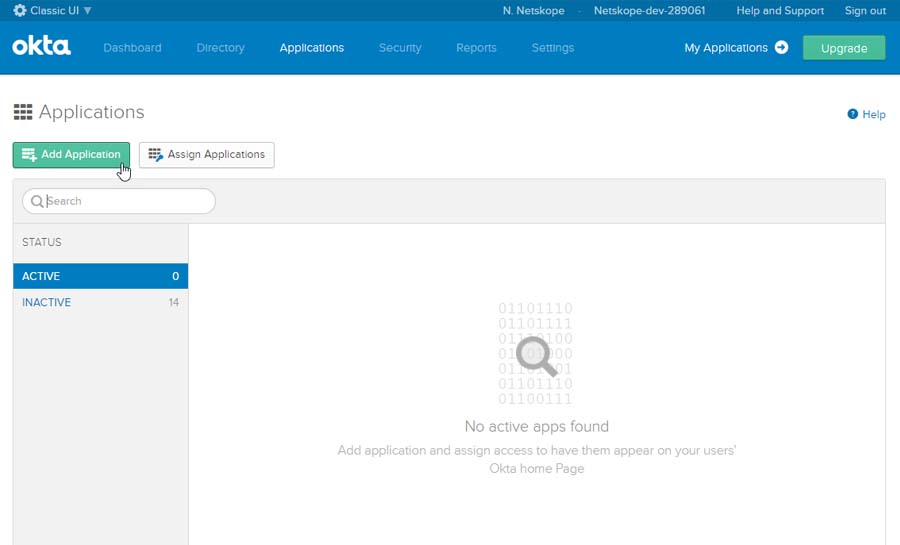 Classic UI ▼ N. Netskope - Netskope-dev-289061 Help and Support Sign out
okta Dashboard Directory Applications Security Reports Settings My Applications Upgrade
Applications
? Help
Add Application Assign Applications
Search
STATUS
ACTIVE 0
INACTIVE 14
01101110
01101111
01110100
01101000
01101001
01101110
01100111
No active apps found
Add application and assign access to have them appear on your users'
Okta home Page